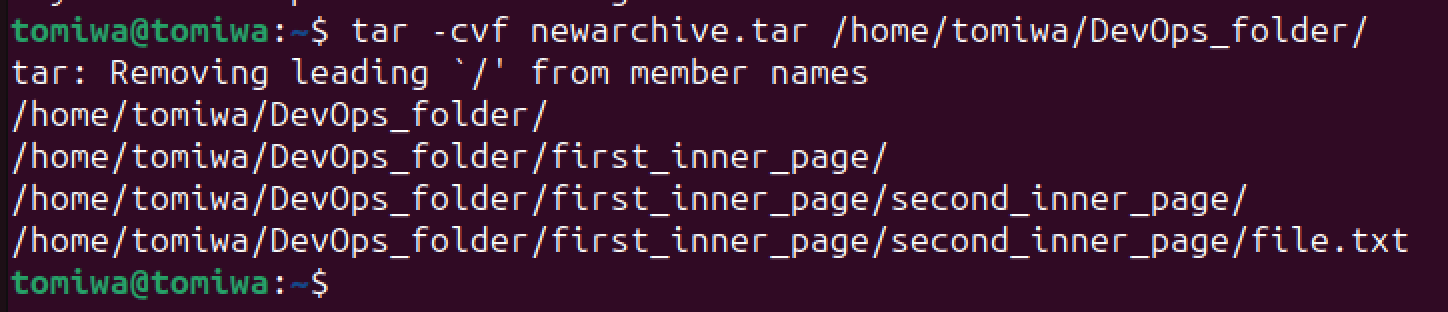 tomiwa@tomiwa:~$ tar -cvf newarchive.tar /home/tomiwa/DevOps_folder/
tar: Removing leading `/' from member names
/home/tomiwa/DevOps_folder/
/home/tomiwa/DevOps_folder/first_inner_page/
/home/tomiwa/DevOps_folder/first_inner_page/second_inner_page/
/home/tomiwa/DevOps_folder/first_inner_page/second_inner_page/file.txt
tomiwa@tomiwa:~$